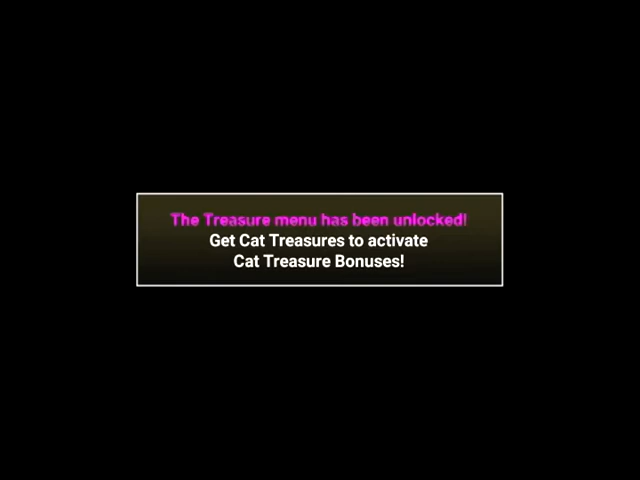 The Treasure menu has been unlocked!
Get Cat Treasures to activate
Cat Treasure Bonuses!